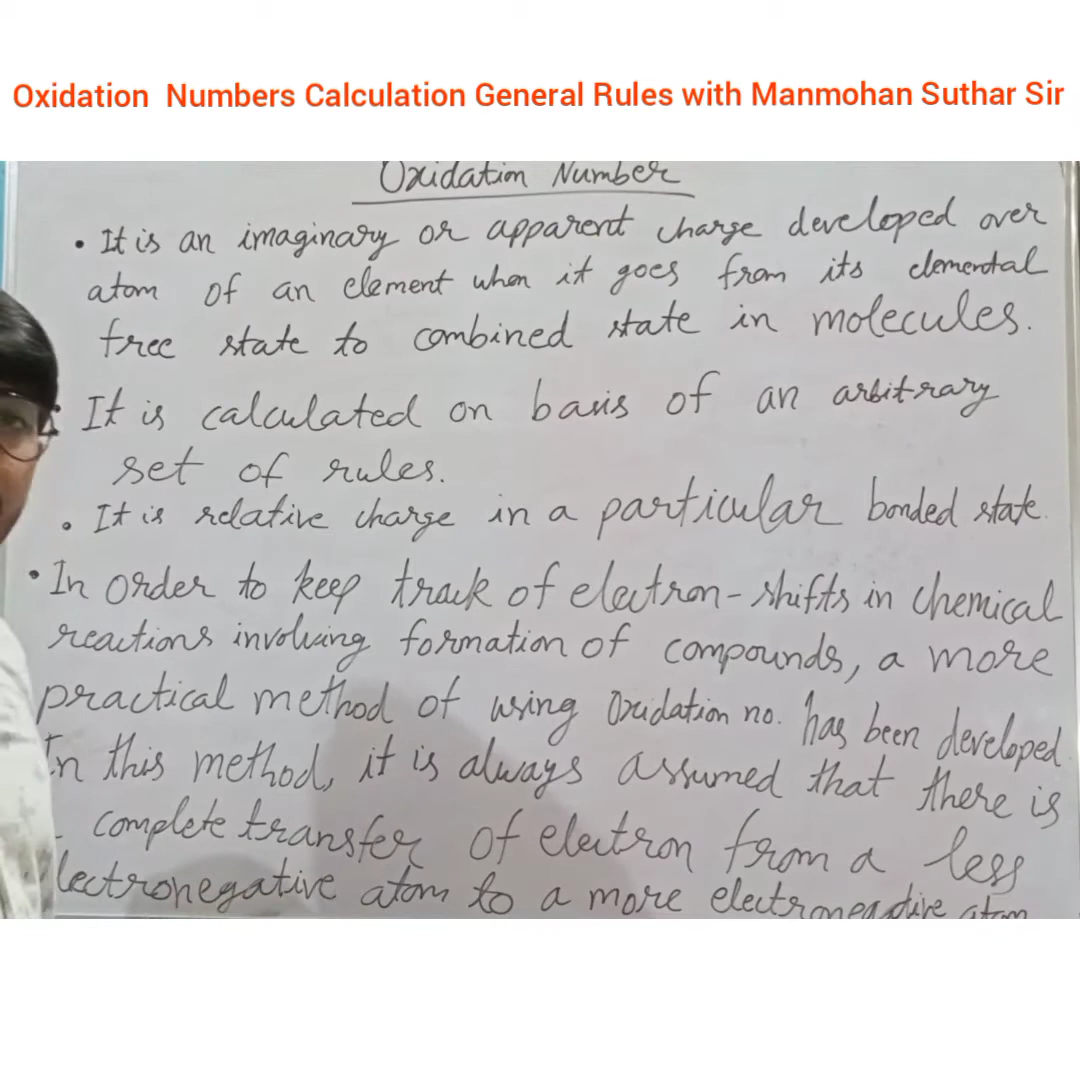 Oxidation Numbers Calculation General Rules with Manmohan Suthar Sir
Oxidation Number
• It is an imaginary or apparent charge developed over
atom of an element when it goes from its elemental
free state to combined state in molecules.
It is calculated on basis of an arbitrary
set of rules.
• It is relative charge in a particular bonded state.
• In order to keep track of electron-shifts in chemical
reactions involving formation of compounds, a more
practical method of using Oxidation no. has been developed.
In this method, it is always assumed that there is
complete transfer of electron from a less
lectronegative atom to a more electronegative atom